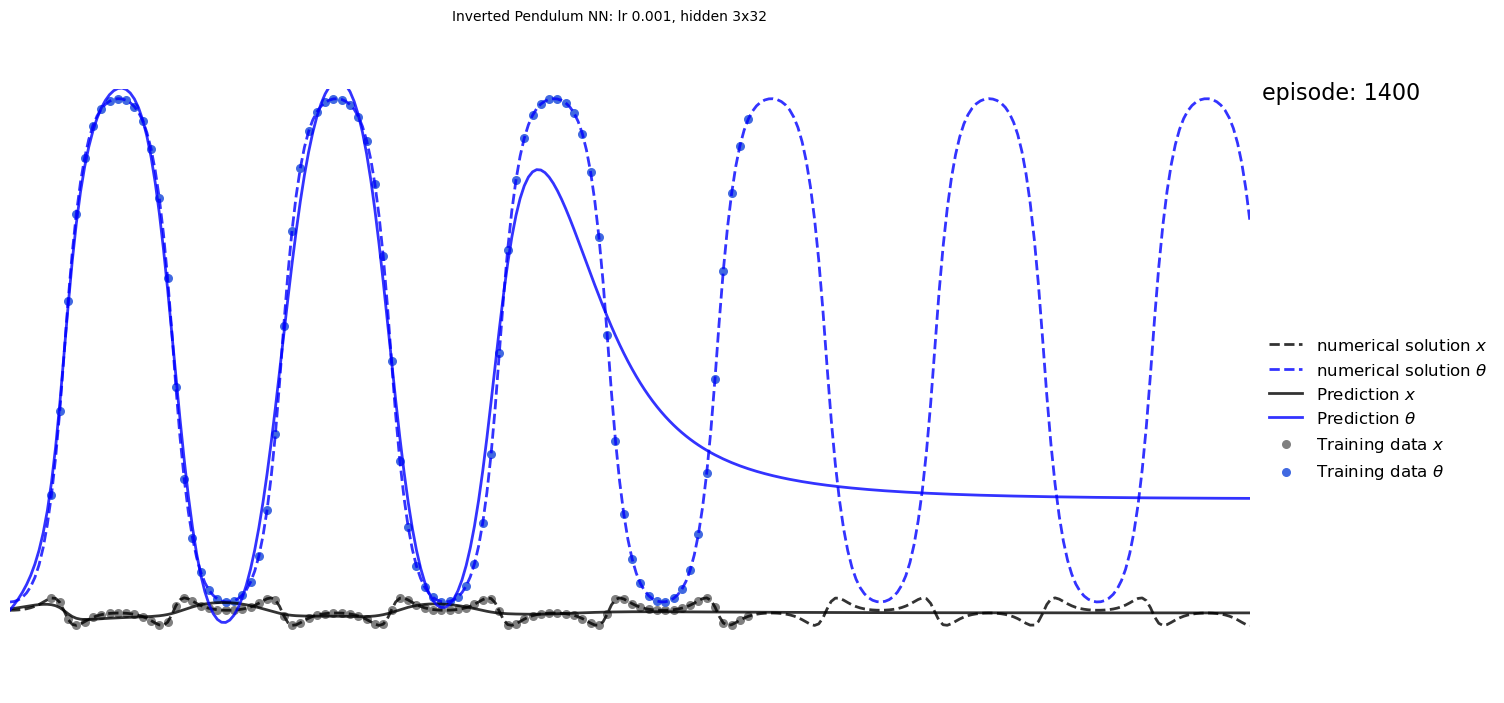 Inverted Pendulum NN: lr 0.001, hidden 3x32
episode: 1400
numerical solution x
numerical solution θ
Prediction x
Prediction θ
Training data x
Training data θ